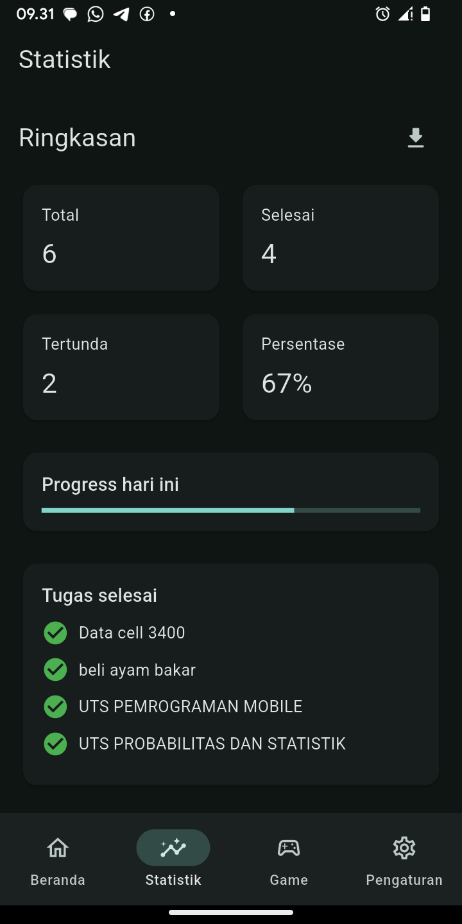 09.31
Statistik
Ringkasan
Total
6
Selesai
4
Tertunda
2
Persentase
67%
Progress hari ini
Tugas selesai
Data cell 3400
beli ayam bakar
UTS PEMROGRAMAN MOBILE
UTS PROBABILITAS DAN STATISTIK
Beranda
Statistik
Game
Pengaturan